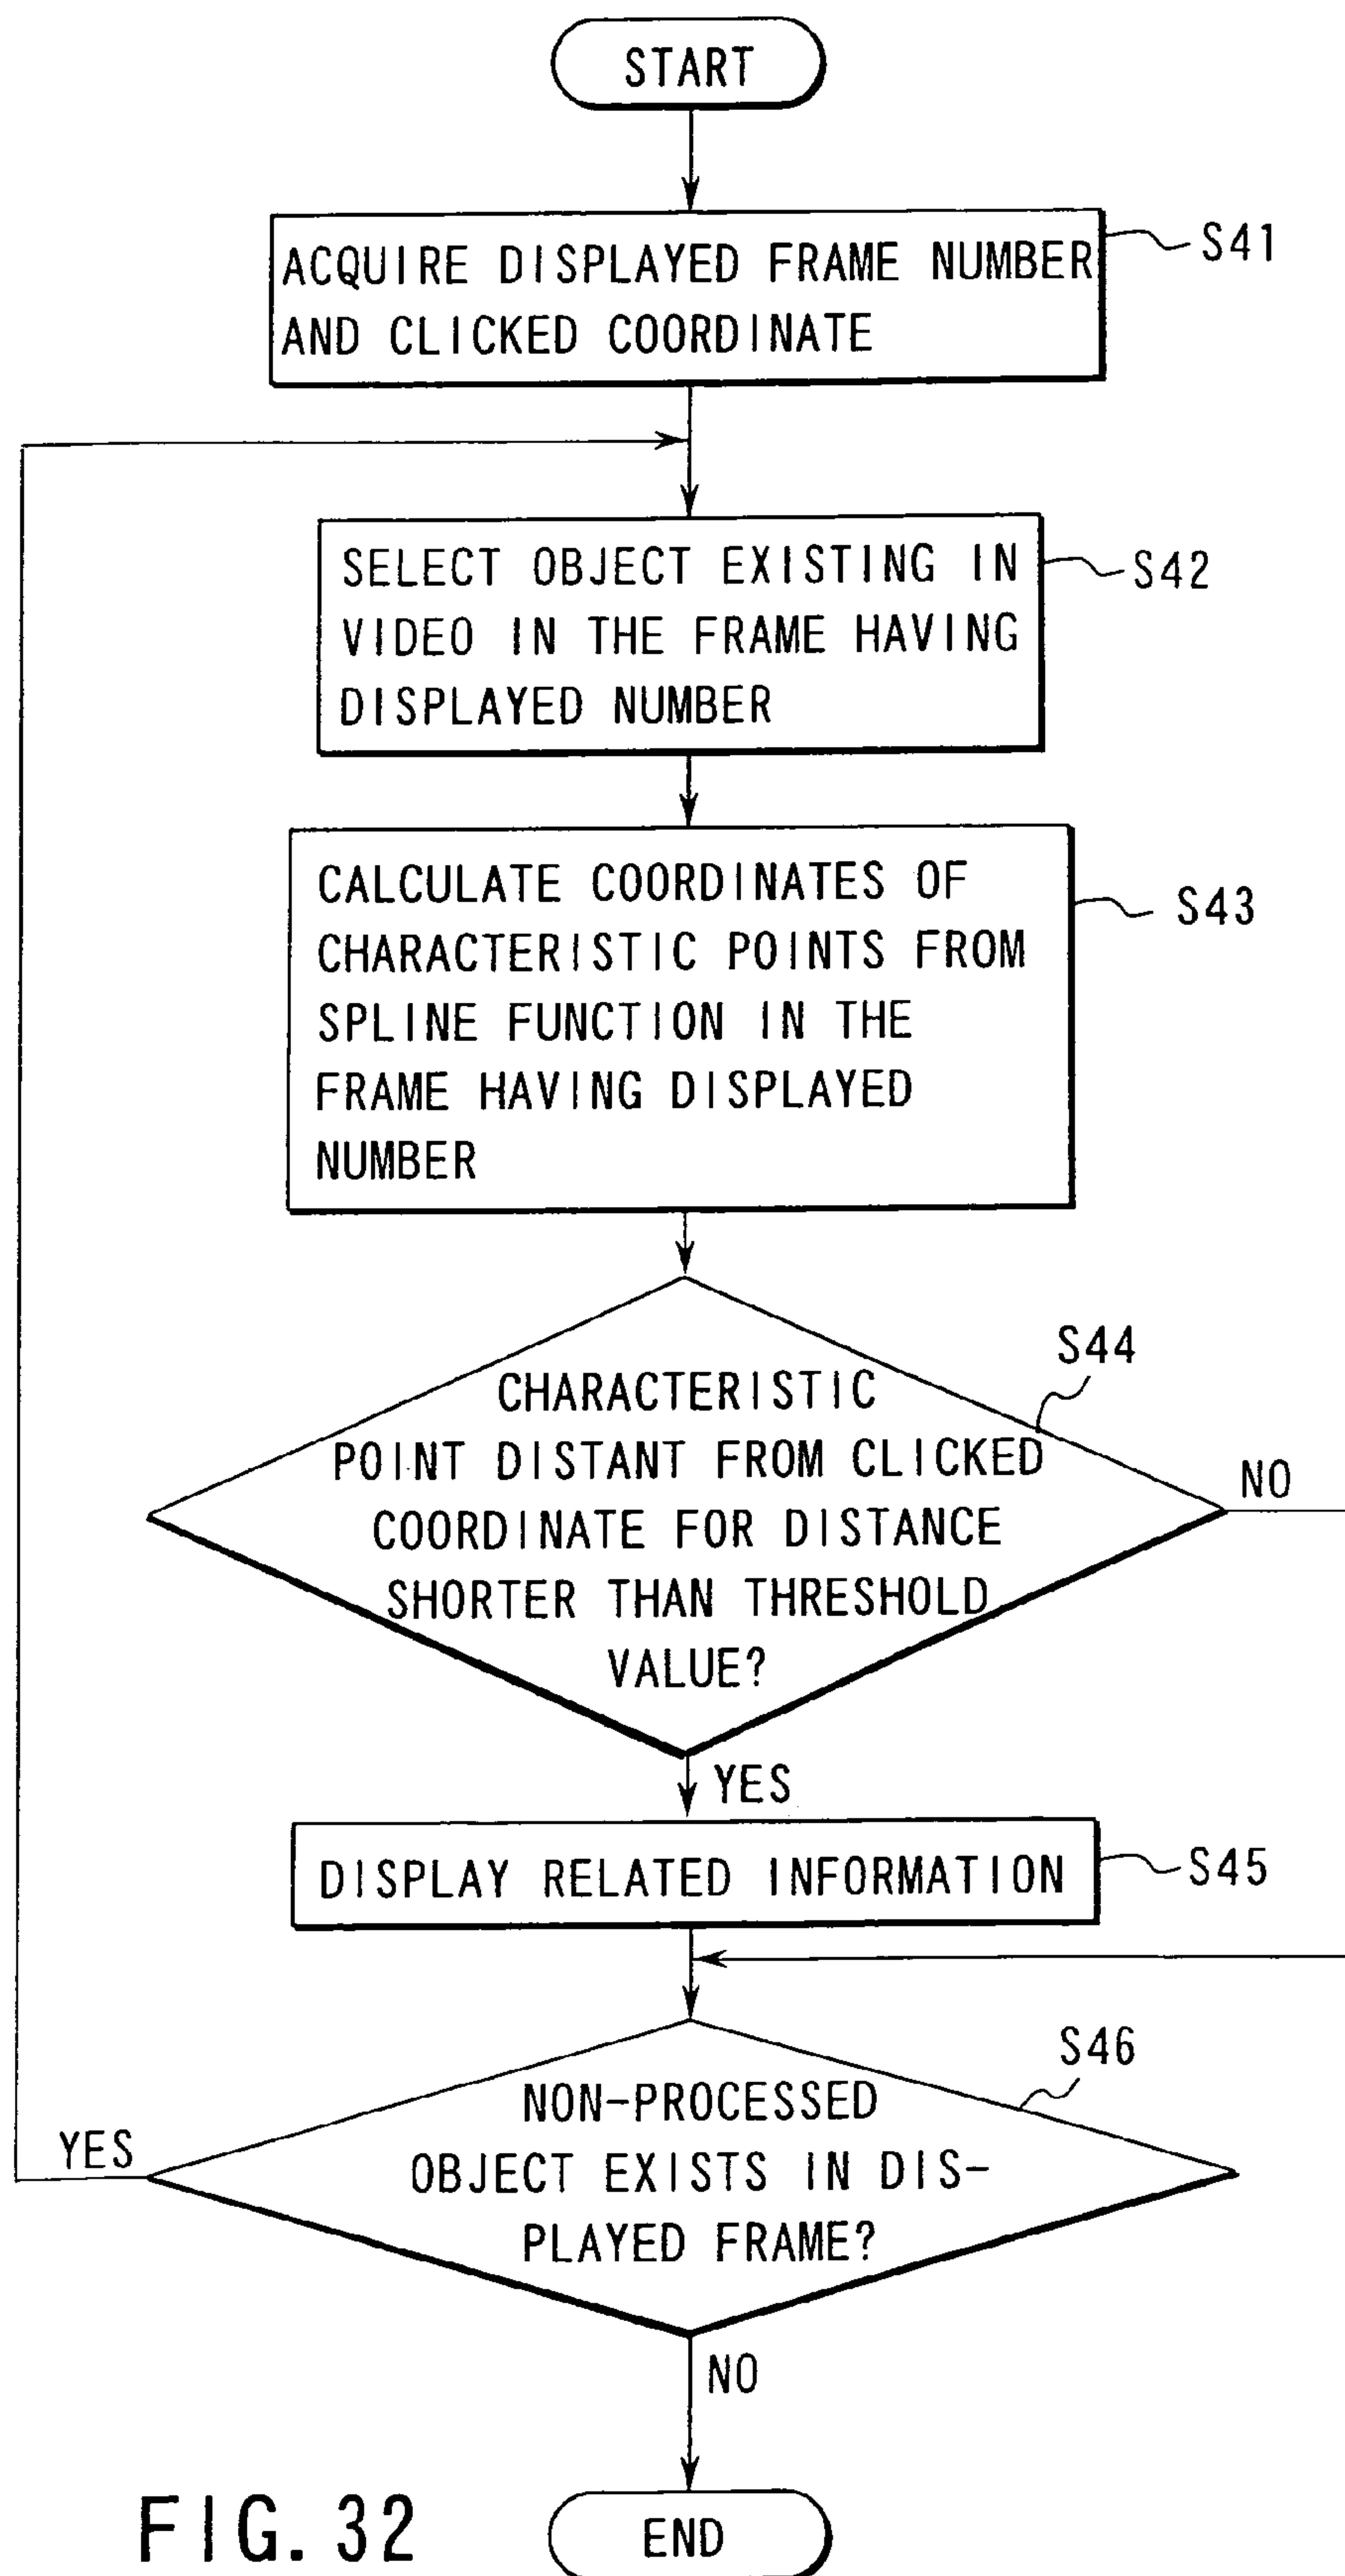 START
ACQUIRE DISPLAYED FRAME NUMBER
AND CLICKED COORDINATE
S41
SELECT OBJECT EXISTING IN
VIDEO IN THE FRAME HAVING
DISPLAYED NUMBER
S42
CALCULATE COORDINATES OF
CHARACTERISTIC POINTS FROM
SPLINE FUNCTION IN THE
FRAME HAVING DISPLAYED
NUMBER
S43
CHARACTERISTIC
POINT DISTANT FROM CLICKED
COORDINATE FOR DISTANCE
SHORTER THAN THRESHOLD
VALUE?
S44
NO
YES
DISPLAY RELATED INFORMATION
S45
NON-PROCESSED
OBJECT EXISTS IN DIS-
PLAYED FRAME?
S46
YES
NO
END
FIG. 32